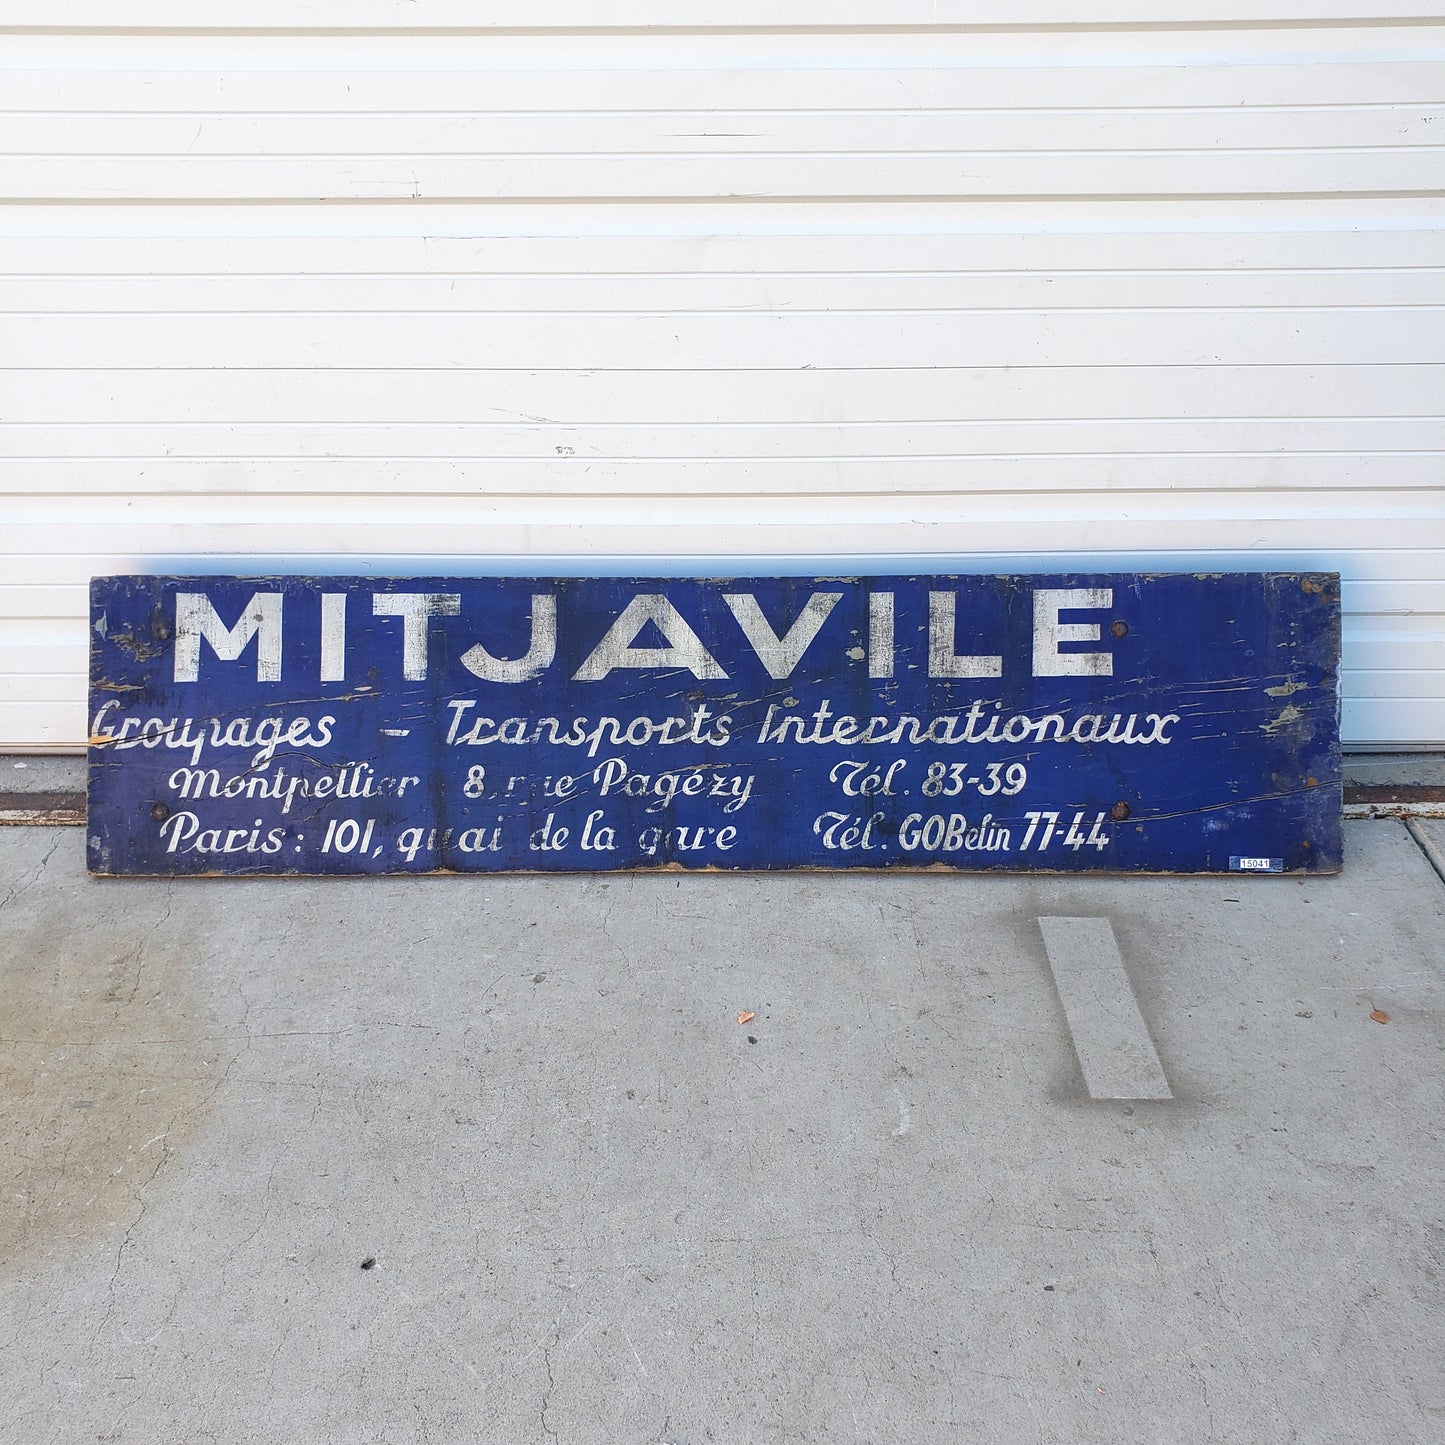 MITJAVILE
Groupages - Transports Internationaux
Montpellier 8, rue Pagézy Tél. 83-39
Paris: 101, quai de la gare Tél. GOBelin 77-44
15041